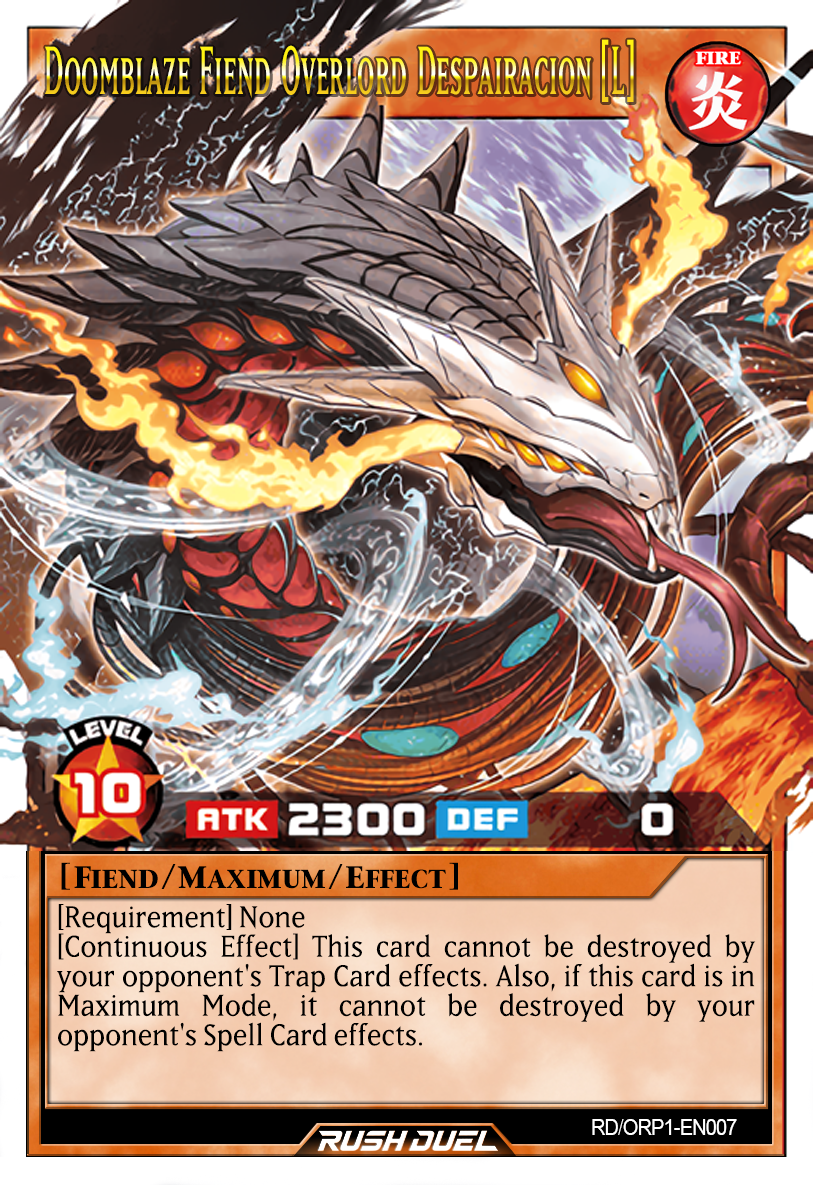 Doomblaze Fiend Overlord Despairacion [L]
FIRE
炎
LEVEL
10
ATK 2300 DEF 0
[Fiend/Maximum/Effect]
[Requirement] None
[Continuous Effect] This card cannot be destroyed by
your opponent's Trap Card effects. Also, if this card is in
Maximum Mode, it cannot be destroyed by your
opponent's Spell Card effects.
RUSH DUEL
RD/ORP1-EN007